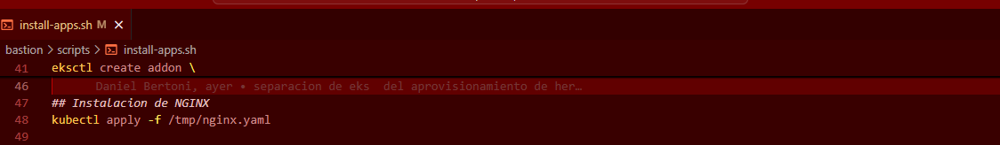 install-apps.sh M
bastion > scripts > install-apps.sh
41 eksctl create addon \
46 Daniel Bertoni, ayer • separacion de eks  del aprovisionamiento de her…
47 ## Instalacion de NGINX
48 kubectl apply -f /tmp/nginx.yaml
49